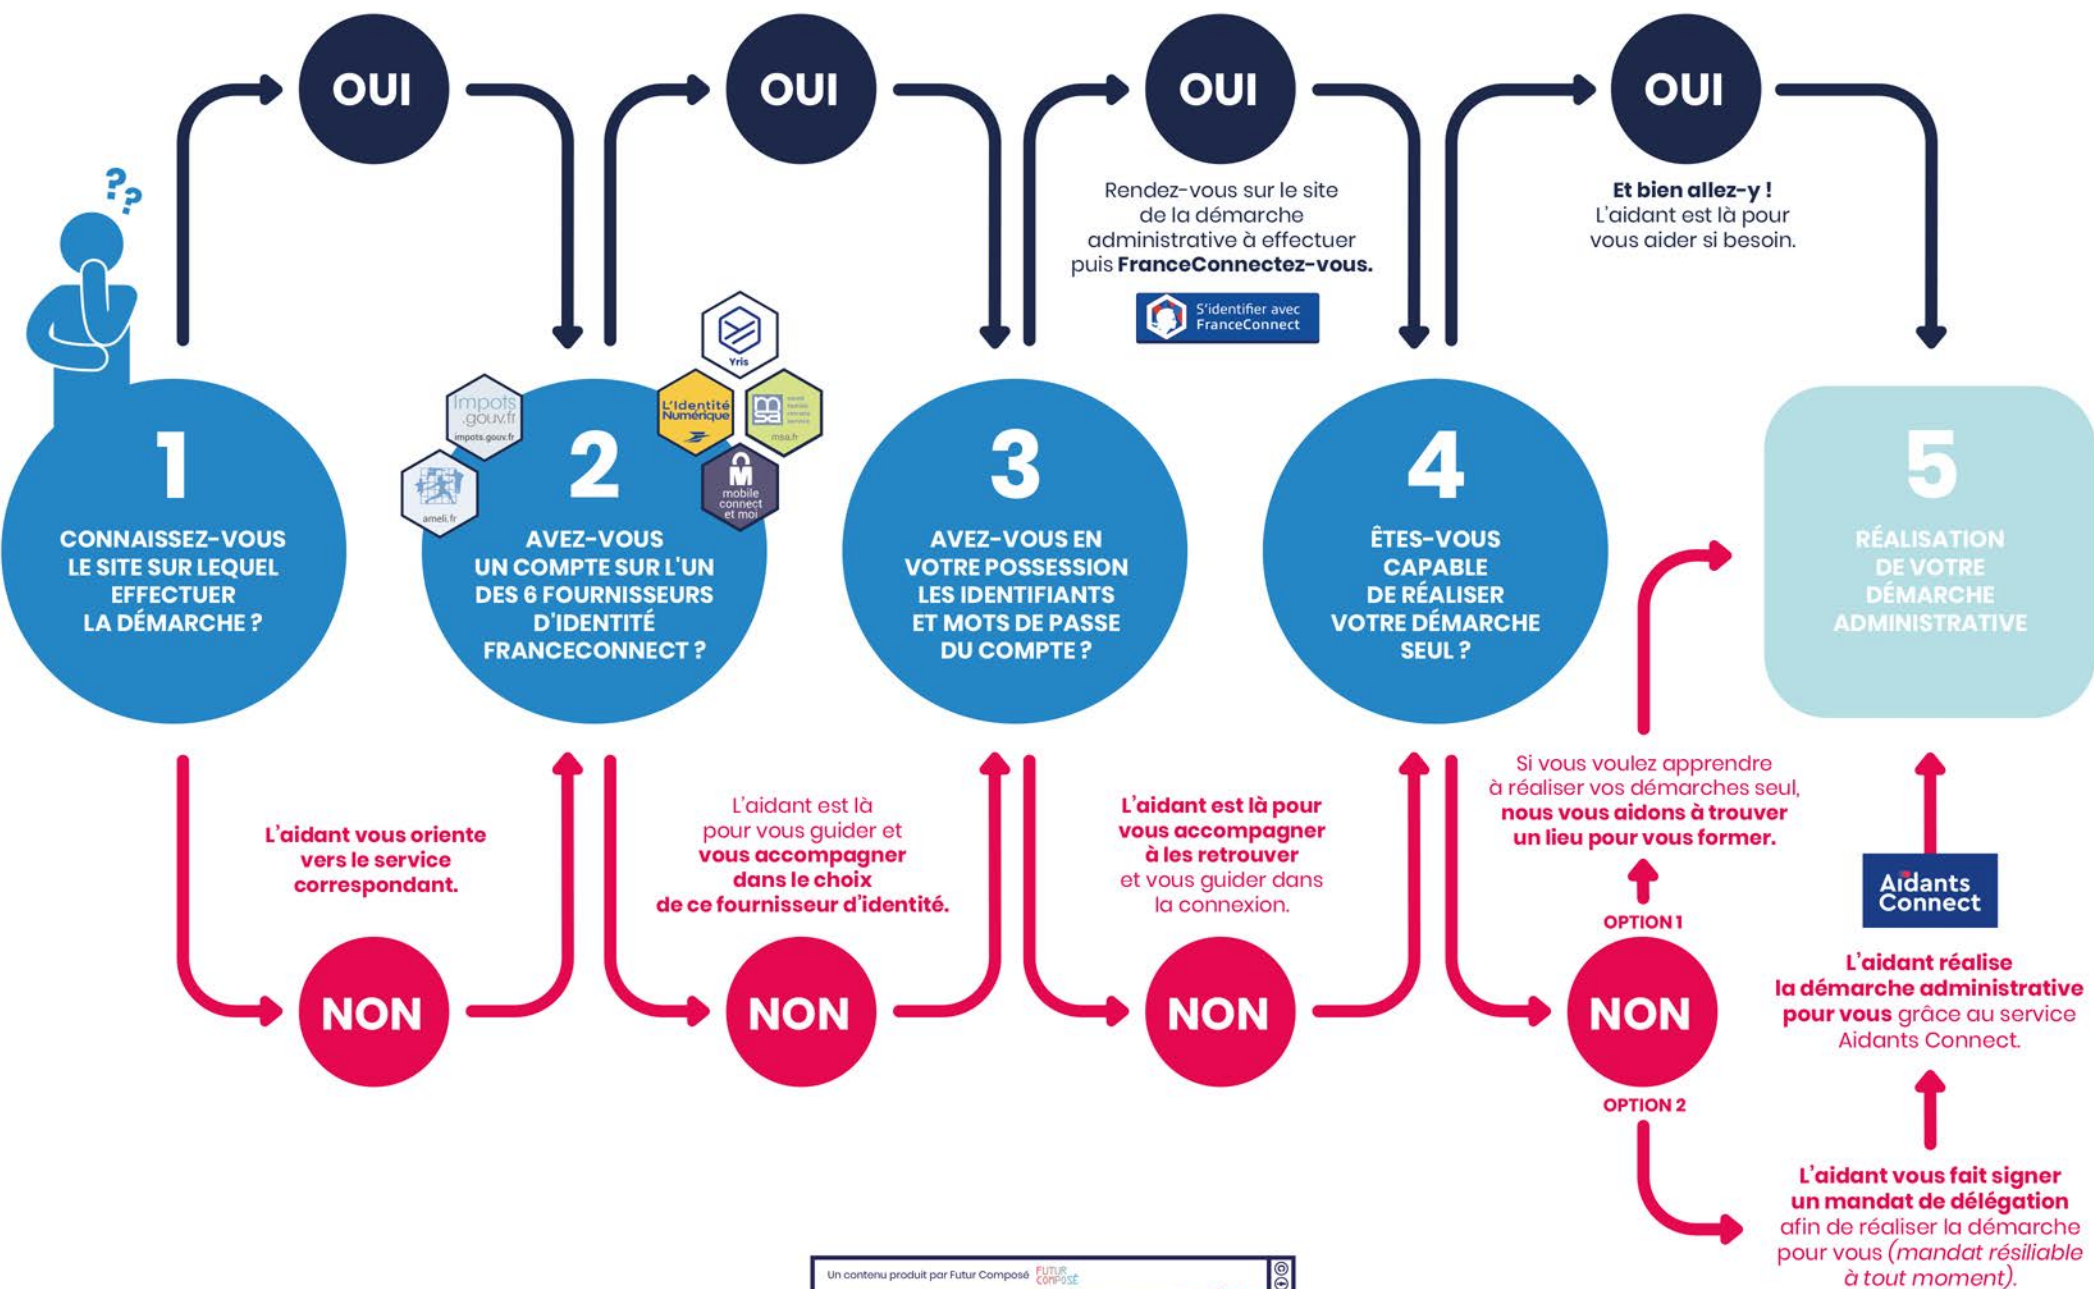 OUI
OUI
OUI
OUI
Rendez-vous sur le site
de la démarche
administrative à effectuer
puis FranceConnectez-vous.
S'identifier avec
FranceConnect
Et bien allez-y !
L'aidant est là pour
vous aider si besoin.
??
1
CONNAISSEZ-VOUS
LE SITE SUR LEQUEL
EFFECTUER
LA DÉMARCHE ?
impots
.gouv.fr
impots.gouv.fr
ameli.fr
Yris
L'Identité
Numérique
msa
msa.fr
M
mobile
connect
et moi
2
AVEZ-VOUS
UN COMPTE SUR L'UN
DES 6 FOURNISSEURS
D'IDENTITÉ
FRANCECONNECT ?
3
AVEZ-VOUS EN
VOTRE POSSESSION
LES IDENTIFIANTS
ET MOTS DE PASSE
DU COMPTE ?
4
ÊTES-VOUS
CAPABLE
DE RÉALISER
VOTRE DÉMARCHE
SEUL ?
5
RÉALISATION
DE VOTRE
DÉMARCHE
ADMINISTRATIVE
L'aidant vous oriente
vers le service
correspondant.
NON
L'aidant est là
pour vous guider et
vous accompagner
dans le choix
de ce fournisseur d'identité.
NON
L'aidant est là pour
vous accompagner
à les retrouver
et vous guider dans
la connexion.
NON
Si vous voulez apprendre
à réaliser vos démarches seul,
nous vous aidons à trouver
un lieu pour vous former.
OPTION 1
NON
OPTION 2
Aidants
Connect
L'aidant réalise
la démarche administrative
pour vous grâce au service
Aidants Connect.
L'aidant vous fait signer
un mandat de délégation
afin de réaliser la démarche
pour vous (mandat résiliable
à tout moment).
Un contenu produit par Futur Composé
FUTUR
COMPOSÉ